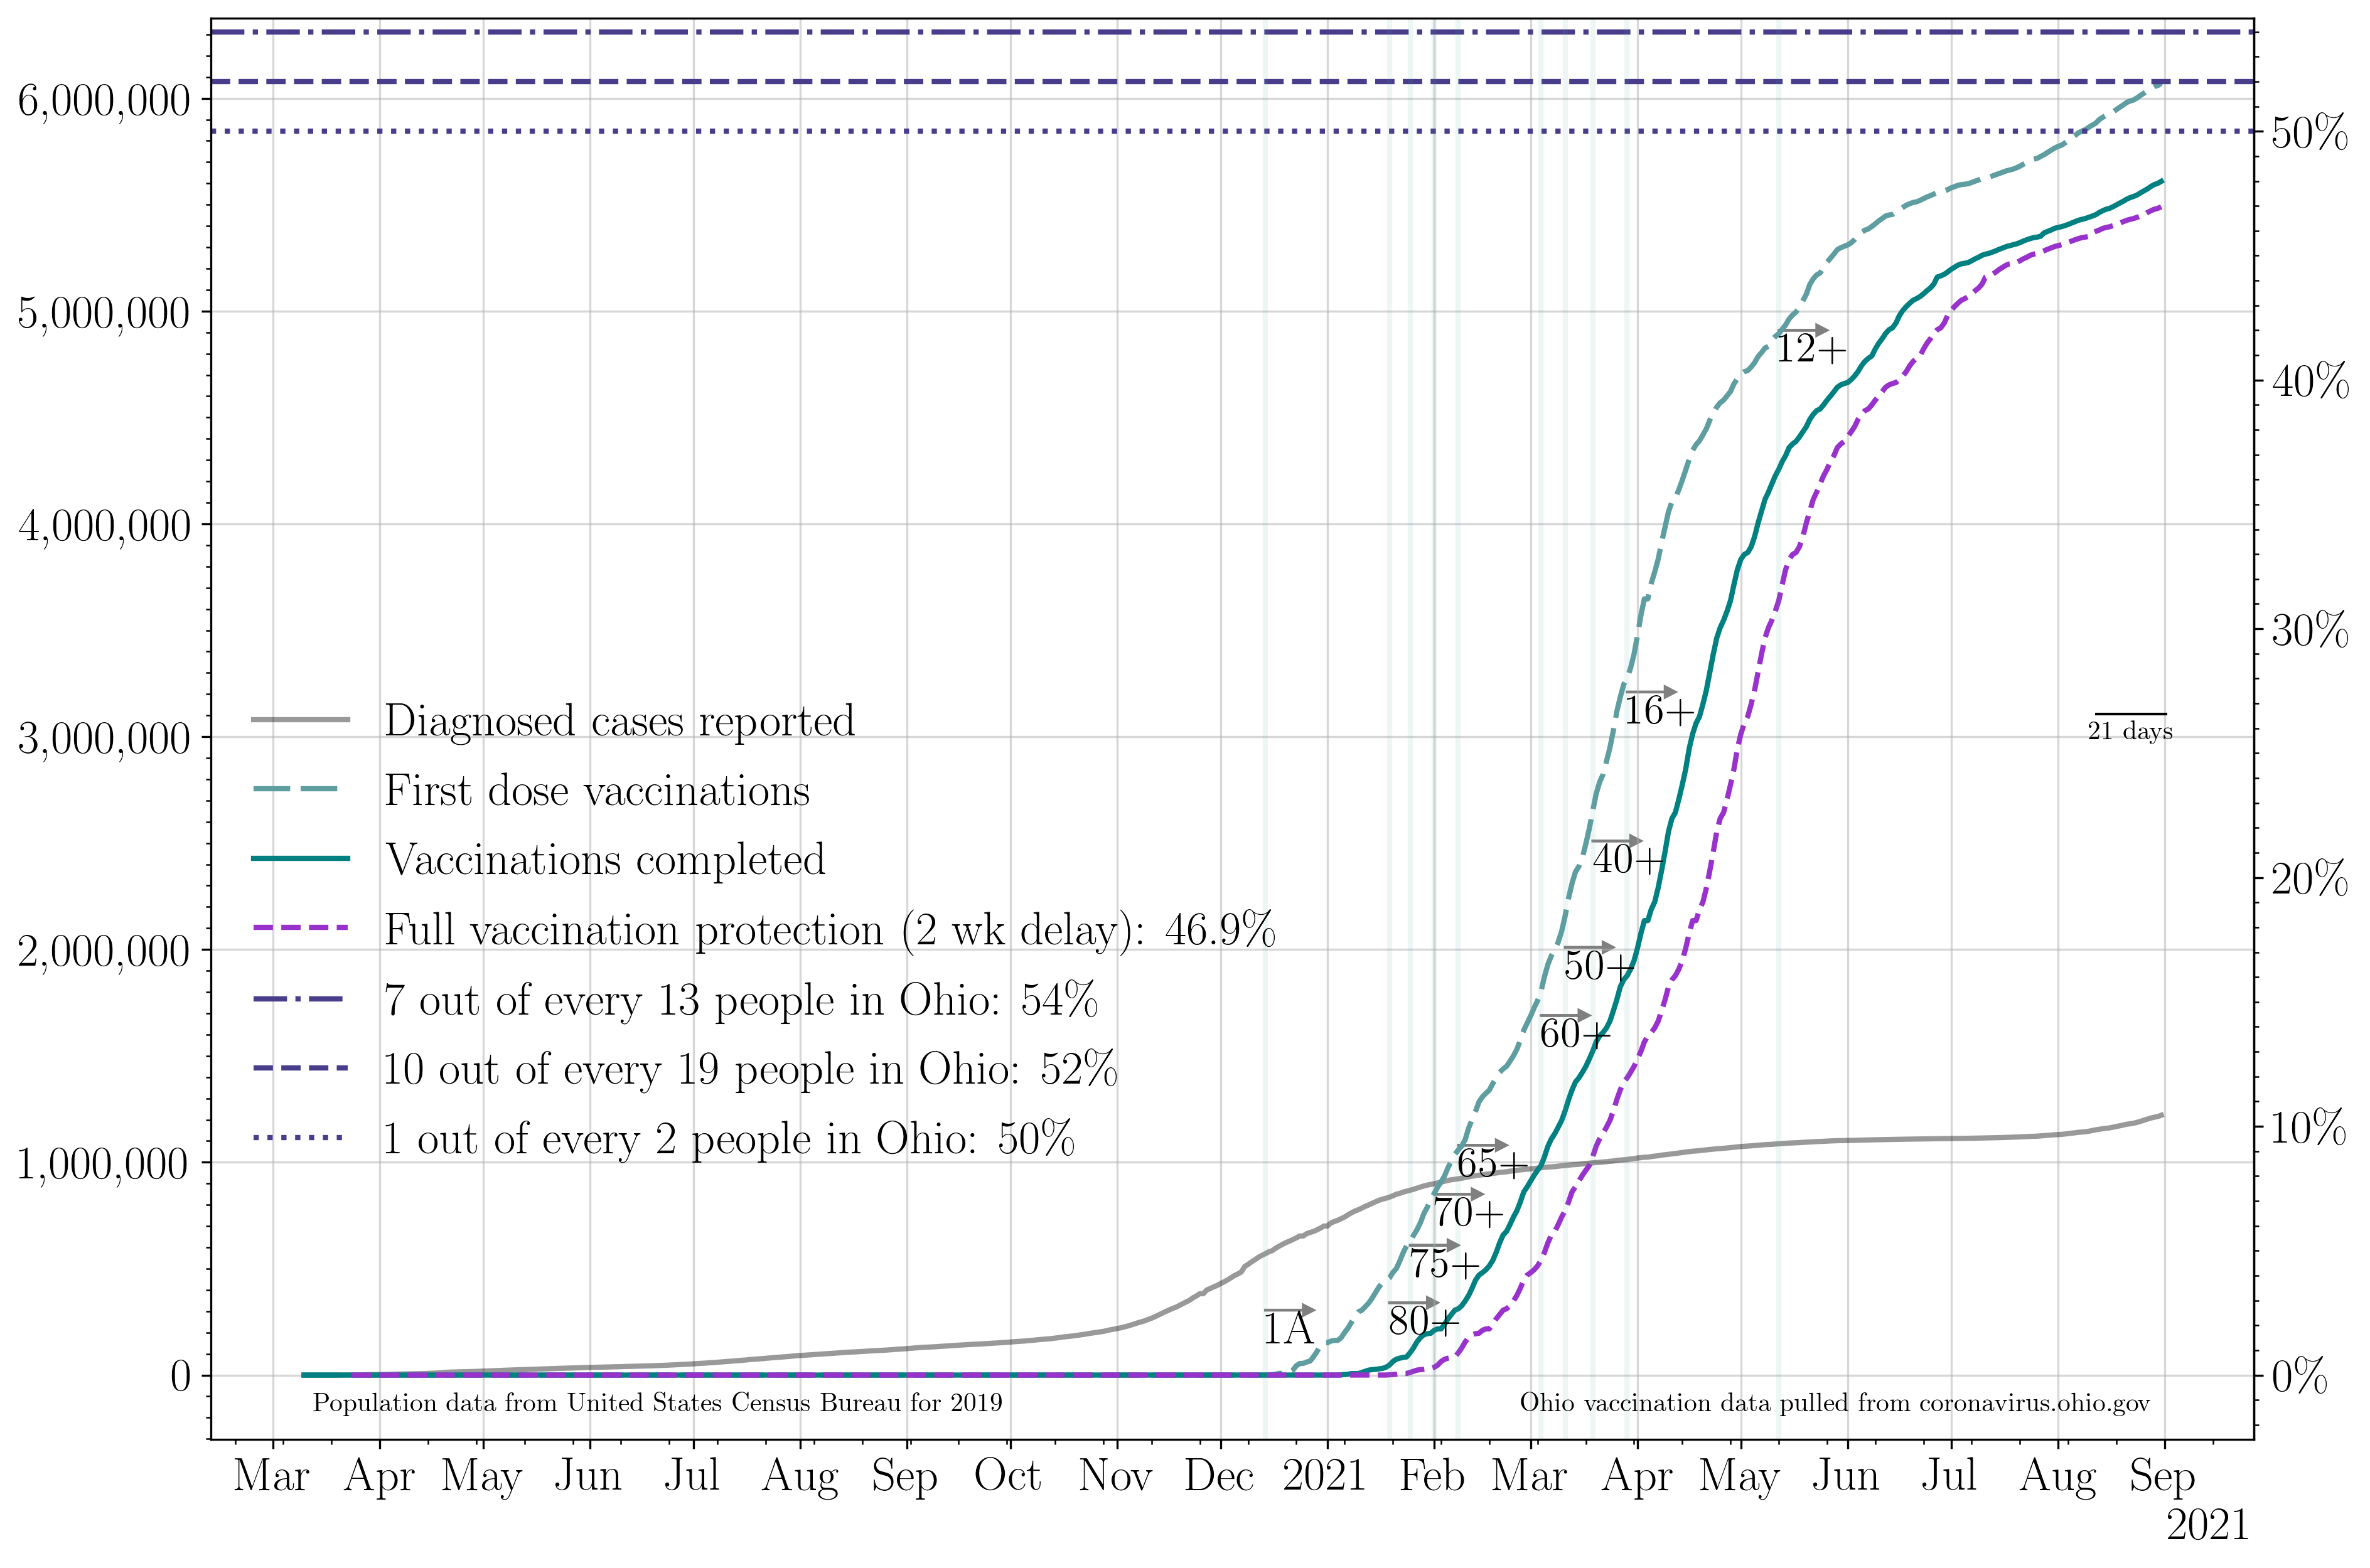 6,000,000
5,000,000
4,000,000
3,000,000
2,000,000
1,000,000
0
50%
40%
30%
20%
10%
0%
Diagnosed cases reported
First dose vaccinations
Vaccinations completed
Full vaccination protection (2 wk delay): 46.9%
7 out of every 13 people in Ohio: 54%
10 out of every 19 people in Ohio: 52%
1 out of every 2 people in Ohio: 50%
12+
16+
21 days
40+
50+
60+
65+
70+
75+
80+
1A
Population data from United States Census Bureau for 2019
Ohio vaccination data pulled from coronavirus.ohio.gov
Mar Apr May Jun Jul Aug Sep Oct Nov Dec 2021 Feb Mar Apr May Jun Jul Aug Sep
2021